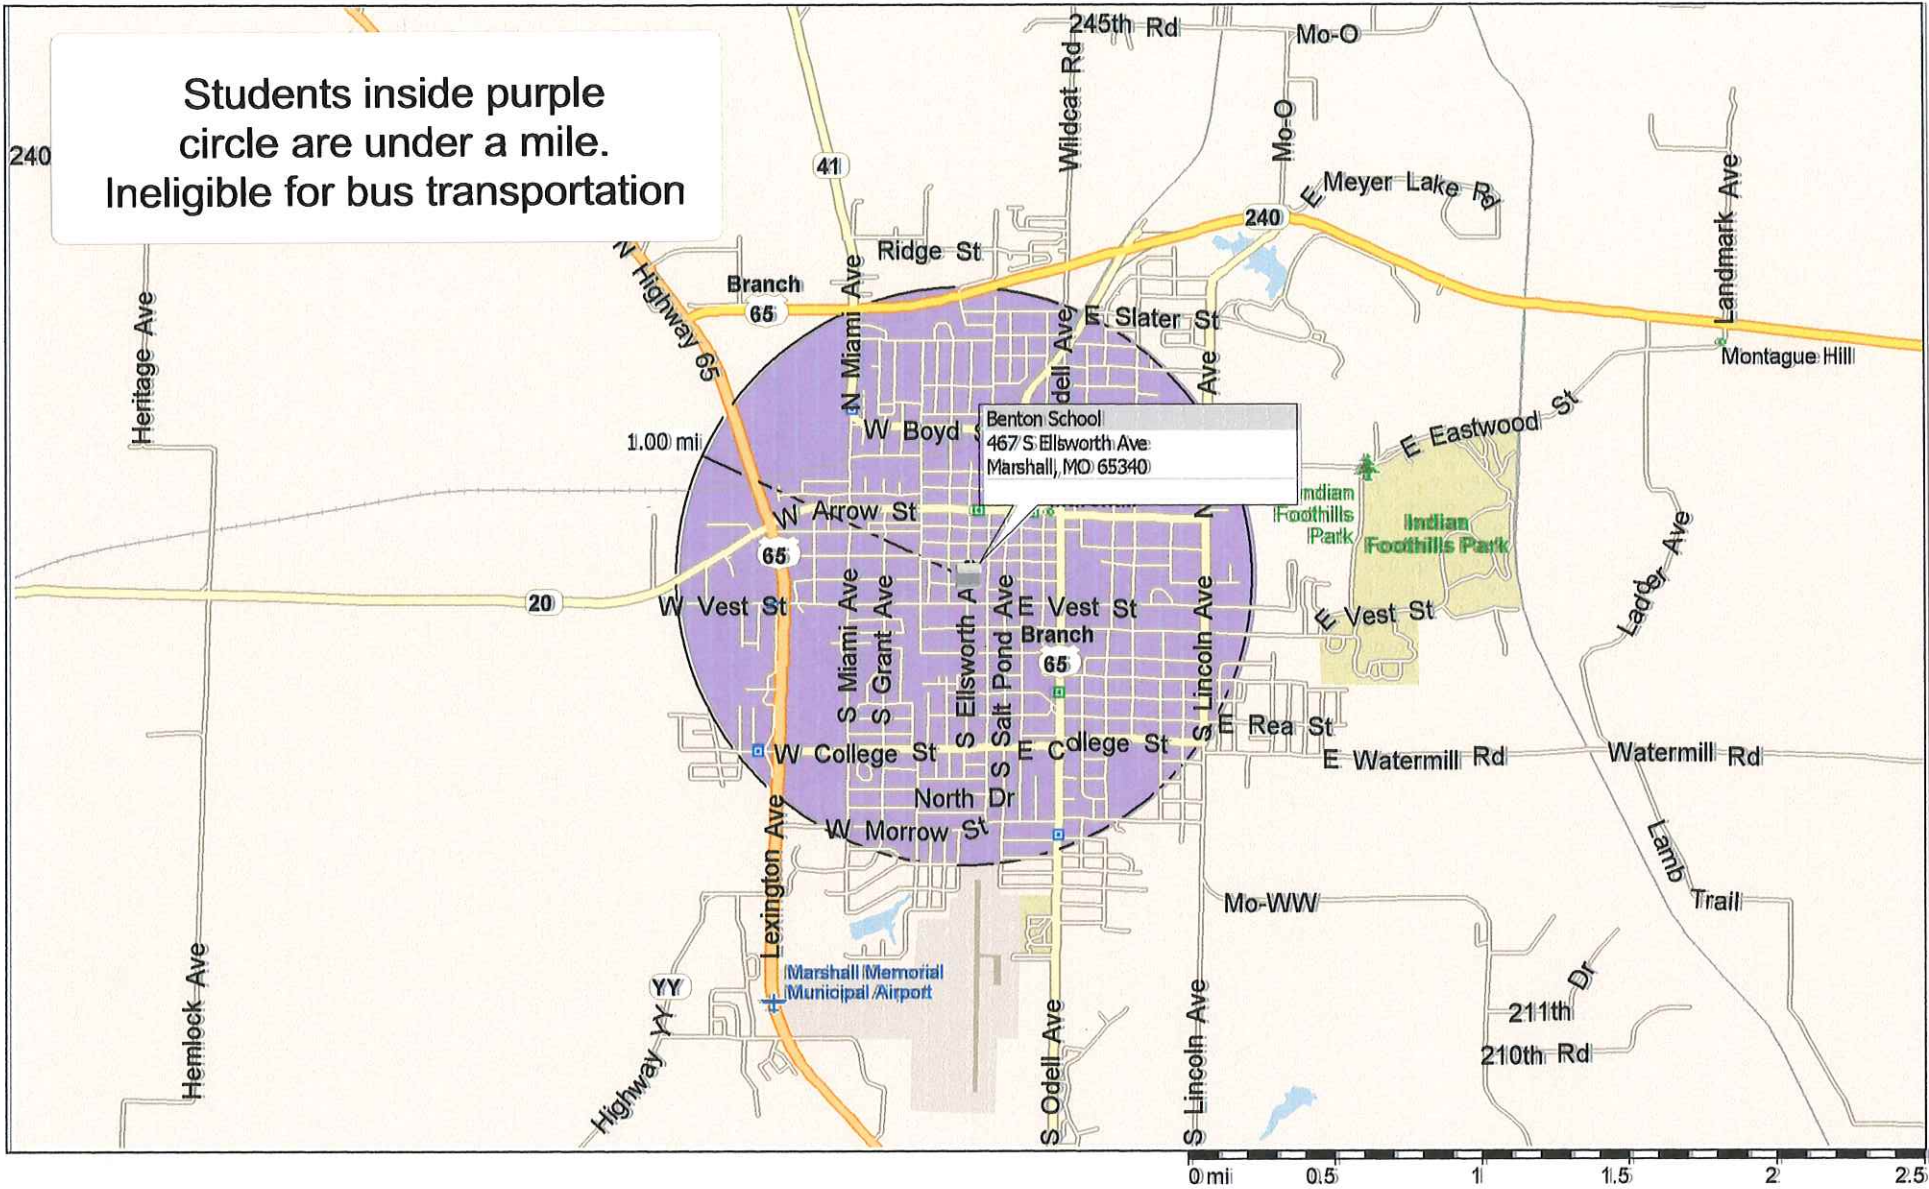 Students inside purple
circle are under a mile.
Ineligible for bus transportation
245th Rd
Mo-O
Wildcat Rd
Mo-O
240
41
E Meyer Lake Rd
240
Landmark Ave
Ridge St
N Highway 65
Branch
65
N Miami Ave
E Slater St
Heritage Ave
Montague Hill
Ave
W Boyd
Benton School
467 S Ellsworth Ave
Marshall, MO 65340
E Eastwood St
1.00 mi
W Arrow St
Indian
Foothills
Park
Indian
Foothills Park
Ladder Ave
65
20
W Vest St
E Vest St
E Vest St
Branch
65
S Miami Ave
S Grant Ave
S Ellsworth A
S Salt Pond Ave
S Lincoln Ave
E Rea St
W College St
E College St
E Watermill Rd
Watermill Rd
North Dr
W Morrow St
Lexington Ave
Lamb Trail
Mo-WW
Marshall Memorial
Municipal Airport
YY
Highway YY
Hemlock Ave
S Odell Ave
S Lincoln Ave
211th Dr
210th Rd
0 mi 0.5 1 1.5 2 2.5